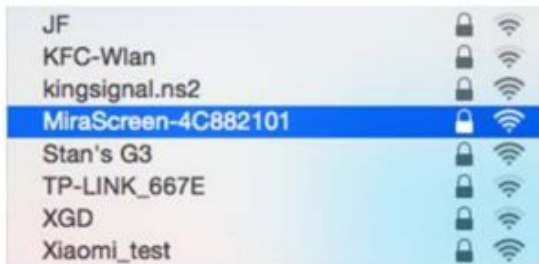 JF
KFC-Wlan
kingsignal.ns2
MiraScreen-4C882101
Stan's G3
TP-LINK_667E
XGD
Xiaomi_test